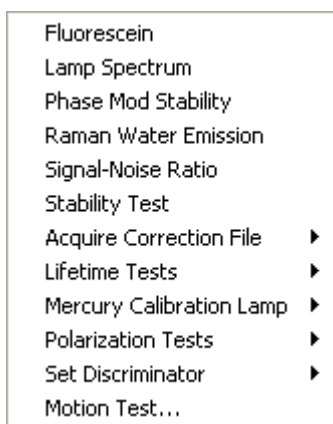 Fluorescein
Lamp Spectrum
Phase Mod Stability
Raman Water Emission
Signal-Noise Ratio
Stability Test
Acquire Correction File
Lifetime Tests
Mercury Calibration Lamp
Polarization Tests
Set Discriminator
Motion Test...